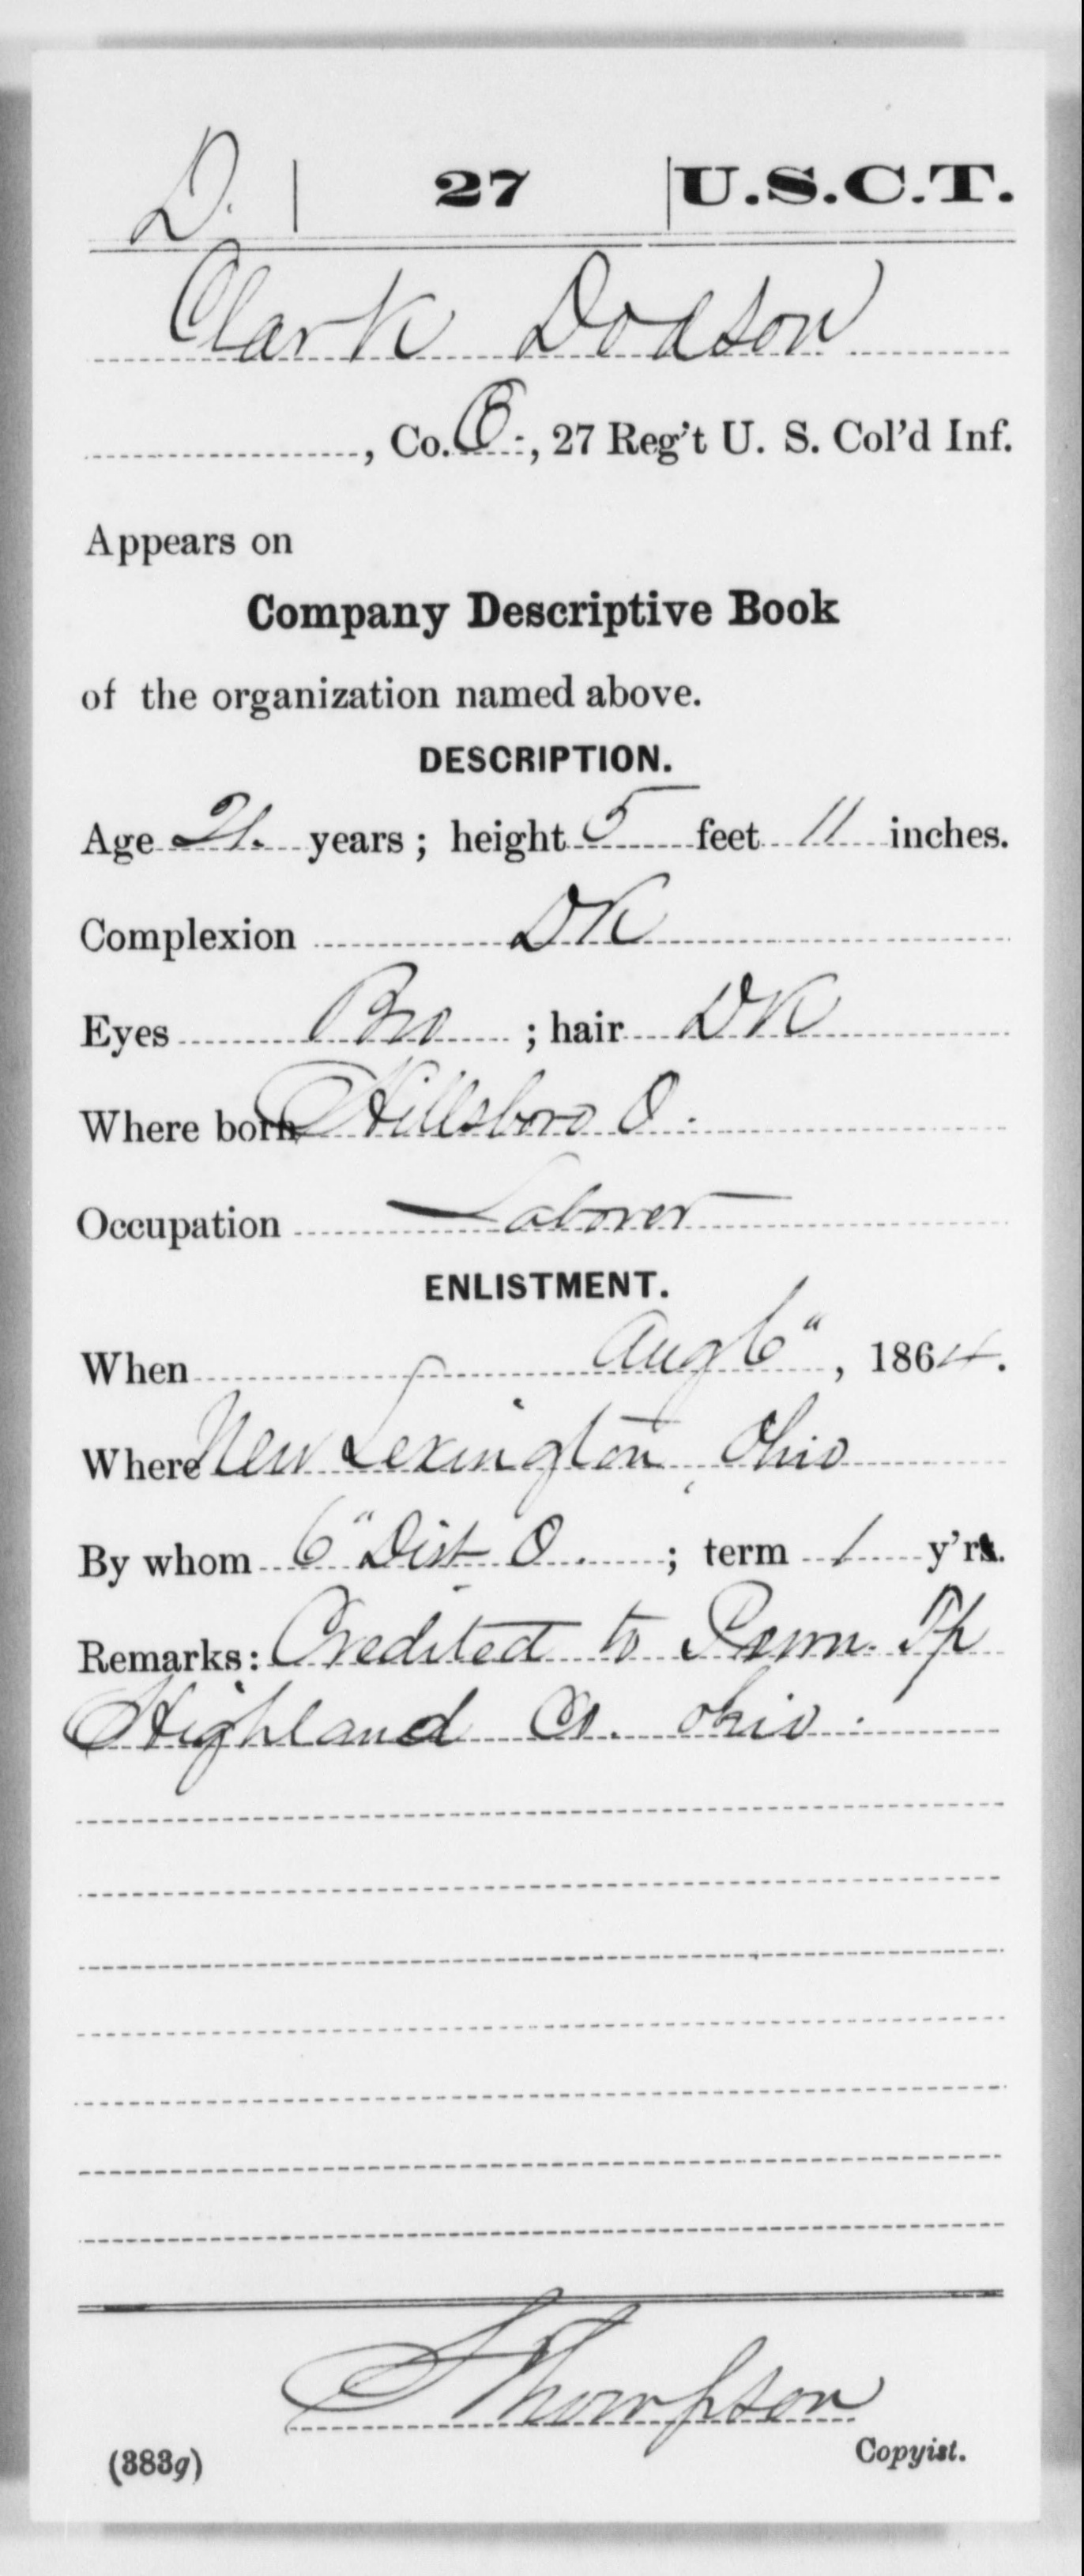 D. | 27 | U.S.C.T.
Clark Dodson
, Co. B., 27 Reg't U. S. Col'd Inf.
Appears on
Company Descriptive Book
of the organization named above.
DESCRIPTION.
Age 21. years; height 5 feet 11 inches.
Complexion DK
Eyes Bro ; hair DK
Where born Hillsboro O.
Occupation Laborer
ENLISTMENT.
When Aug 6", 1864.
Where New Lexington, Ohio
By whom 6" Dist O. ; term 1 y'r.
Remarks: Credited to Penn. Tp
Highland Co. Ohio.
Thompson
Copyist.
(383g)